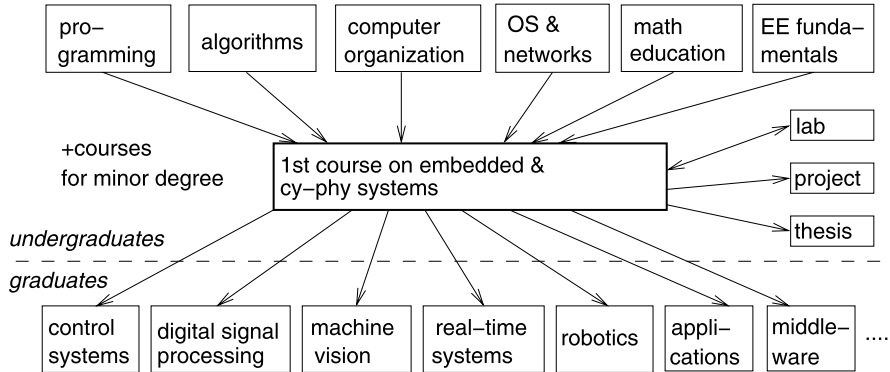 pro−
gramming
algorithms
computer
organization
OS &
networks
math
education
EE funda−
mentals
+courses
for minor degree
1st course on embedded &
cy−phy systems
lab
project
thesis
undergraduates
graduates
control
systems
digital signal
processing
machine
vision
real−time
systems
robotics
appli−
cations
middle−
ware
....